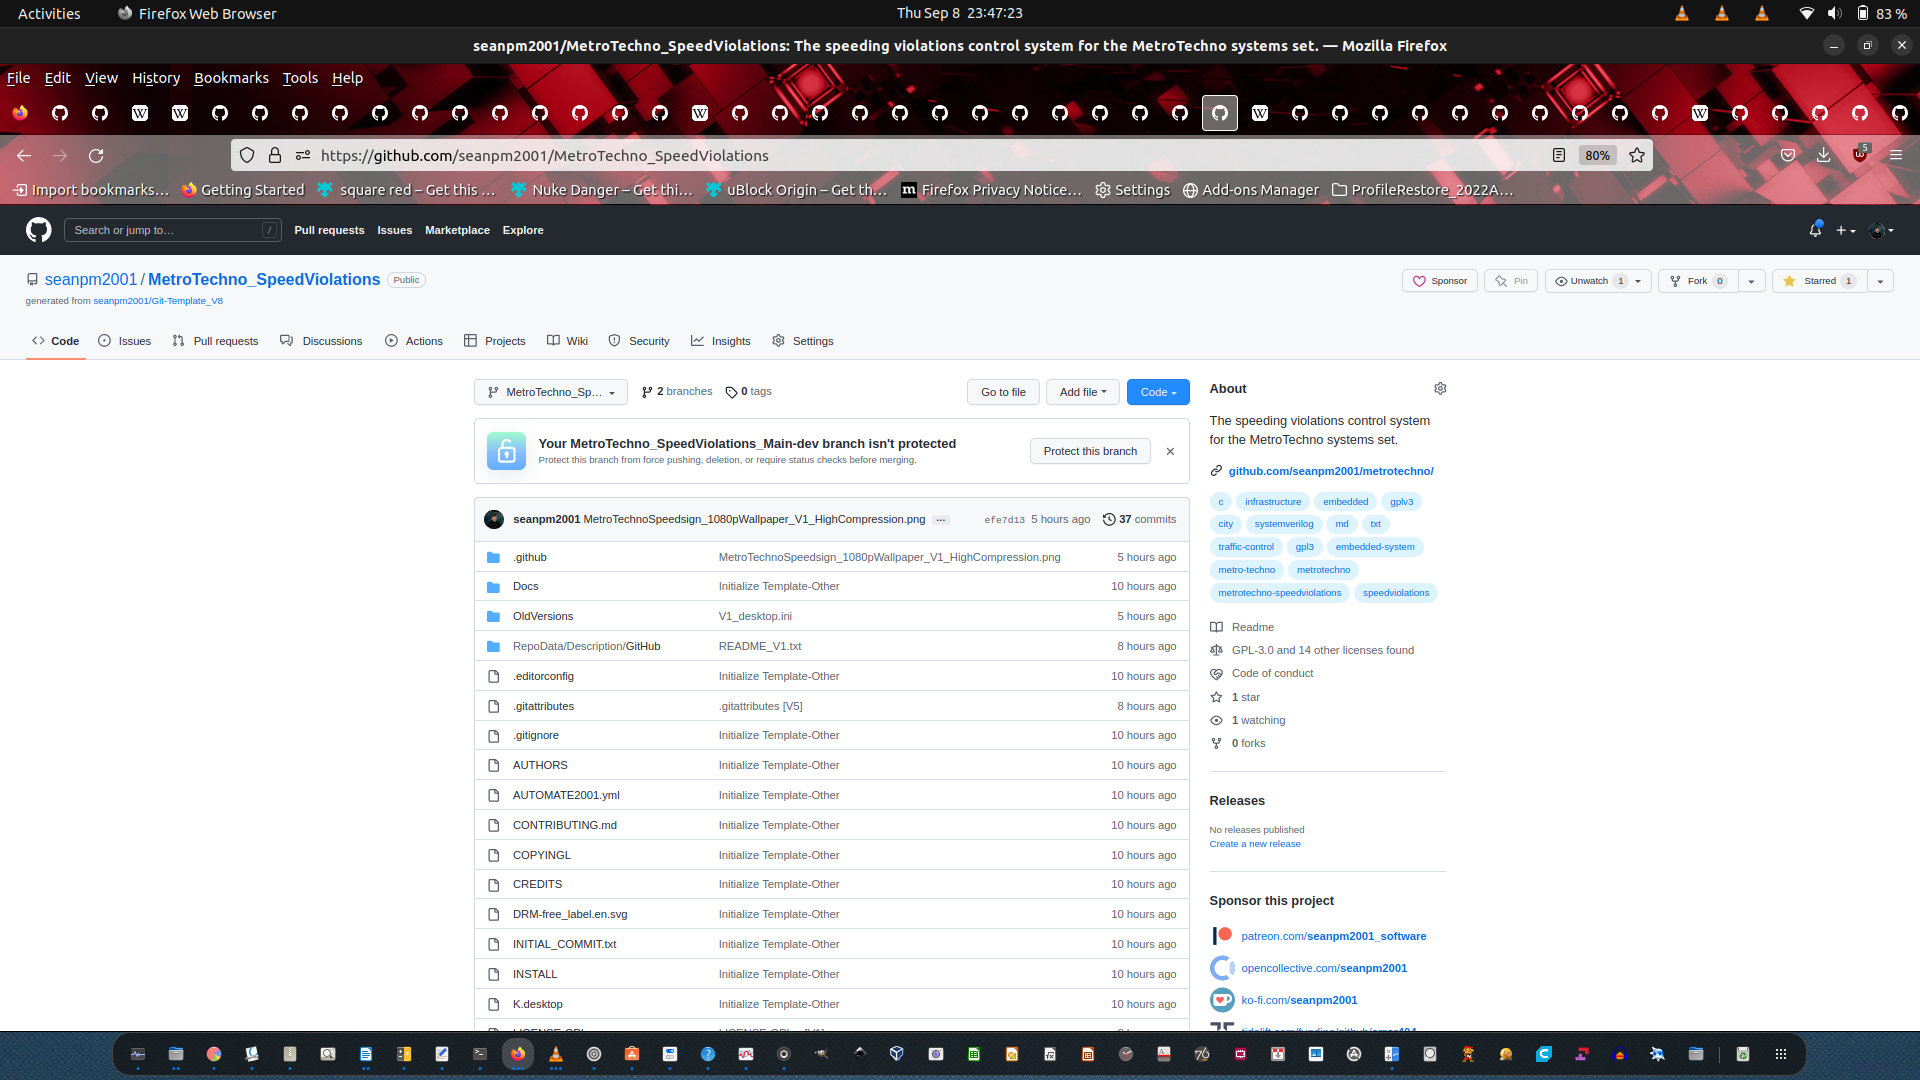 Activities Firefox Web Browser Thu Sep 8 23:47:23 83 %
seanpm2001/MetroTechno_SpeedViolations: The speeding violations control system for the MetroTechno systems set. — Mozilla Firefox
File Edit View History Bookmarks Tools Help
https://github.com/seanpm2001/MetroTechno_SpeedViolations 80% 5
Import bookmarks… Getting Started square red – Get this … Nuke Danger – Get thi… uBlock Origin – Get th… Firefox Privacy Notice… Settings Add-ons Manager ProfileRestore_2022A…
Search or jump to… / Pull requests Issues Marketplace Explore
seanpm2001 / MetroTechno_SpeedViolations Public Sponsor Pin Unwatch 1 Fork 0 Starred 1
generated from seanpm2001/Git-Template_V8
Code Issues Pull requests Discussions Actions Projects Wiki Security Insights Settings
MetroTechno_Sp… 2 branches 0 tags Go to file Add file Code
Your MetroTechno_SpeedViolations_Main-dev branch isn't protected
Protect this branch from force pushing, deletion, or require status checks before merging.
Protect this branch
seanpm2001 MetroTechnoSpeedsign_1080pWallpaper_V1_HighCompression.png … efe7d13 5 hours ago 37 commits
.github MetroTechnoSpeedsign_1080pWallpaper_V1_HighCompression.png 5 hours ago
Docs Initialize Template-Other 10 hours ago
OldVersions V1_desktop.ini 5 hours ago
RepoData/Description/GitHub README_V1.txt 8 hours ago
.editorconfig Initialize Template-Other 10 hours ago
.gitattributes .gitattributes [V5] 8 hours ago
.gitignore Initialize Template-Other 10 hours ago
AUTHORS Initialize Template-Other 10 hours ago
AUTOMATE2001.yml Initialize Template-Other 10 hours ago
CONTRIBUTING.md Initialize Template-Other 10 hours ago
COPYINGL Initialize Template-Other 10 hours ago
CREDITS Initialize Template-Other 10 hours ago
DRM-free_label.en.svg Initialize Template-Other 10 hours ago
INITIAL_COMMIT.txt Initialize Template-Other 10 hours ago
INSTALL Initialize Template-Other 10 hours ago
K.desktop Initialize Template-Other 10 hours ago
About
The speeding violations control system
for the MetroTechno systems set.
github.com/seanpm2001/metrotechno/
c infrastructure embedded gplv3
city systemverilog md txt
traffic-control gpl3 embedded-system
metro-techno metrotechno
metrotechno-speedviolations speedviolations
Readme
GPL-3.0 and 14 other licenses found
Code of conduct
1 star
1 watching
0 forks
Releases
No releases published
Create a new release
Sponsor this project
patreon.com/seanpm2001_software
opencollective.com/seanpm2001
ko-fi.com/seanpm2001